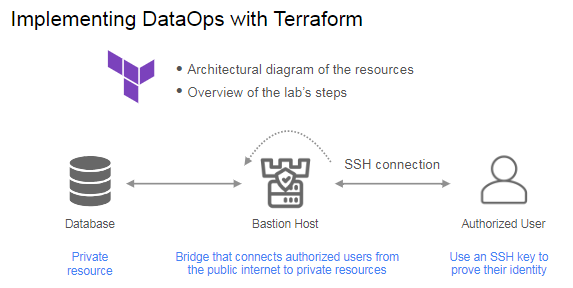 Implementing DataOps with Terraform
• Architectural diagram of the resources
• Overview of the lab's steps
SSH connection
Database
Bastion Host
Authorized User
Private
resource
Bridge that connects authorized users from
the public internet to private resources
Use an SSH key to
prove their identity